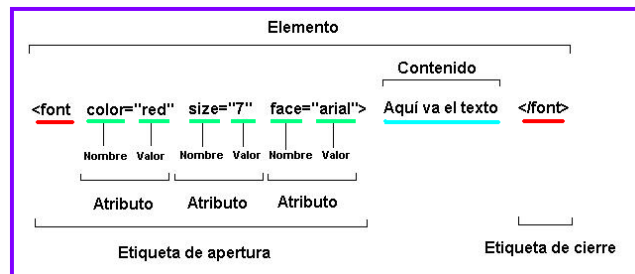 Elemento
Contenido
<font color="red" size="7" face="arial"> Aquí va el texto </font>
Nombre Valor Nombre Valor Nombre Valor
Atributo Atributo Atributo
Etiqueta de apertura Etiqueta de cierre